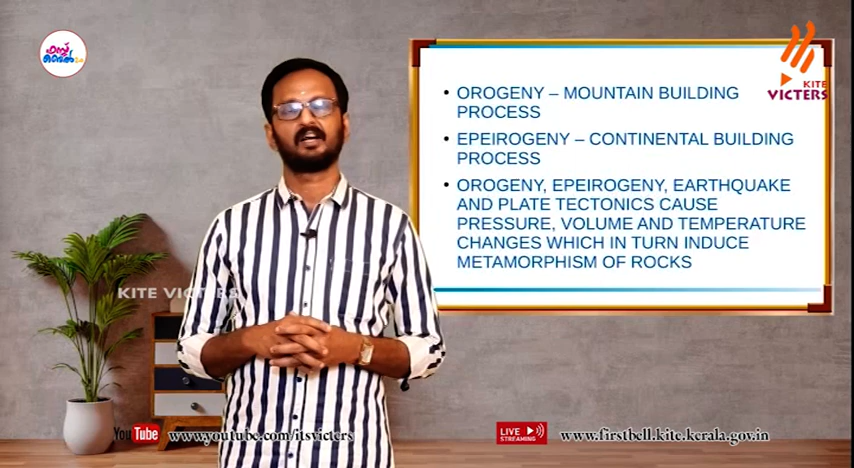 ഫസ്റ്റ്
ബെൽ
KITE
VICTERS
• OROGENY – MOUNTAIN BUILDING
PROCESS
• EPEIROGENY – CONTINENTAL BUILDING
PROCESS
• OROGENY, EPEIROGENY, EARTHQUAKE
AND PLATE TECTONICS CAUSE
PRESSURE, VOLUME AND TEMPERATURE
CHANGES WHICH IN TURN INDUCE
METAMORPHISM OF ROCKS
KITE VICTERS
YouTube www.youtube.com/itsvicters
LIVE
STREAMING
www.firstbell.kite.kerala.gov.in